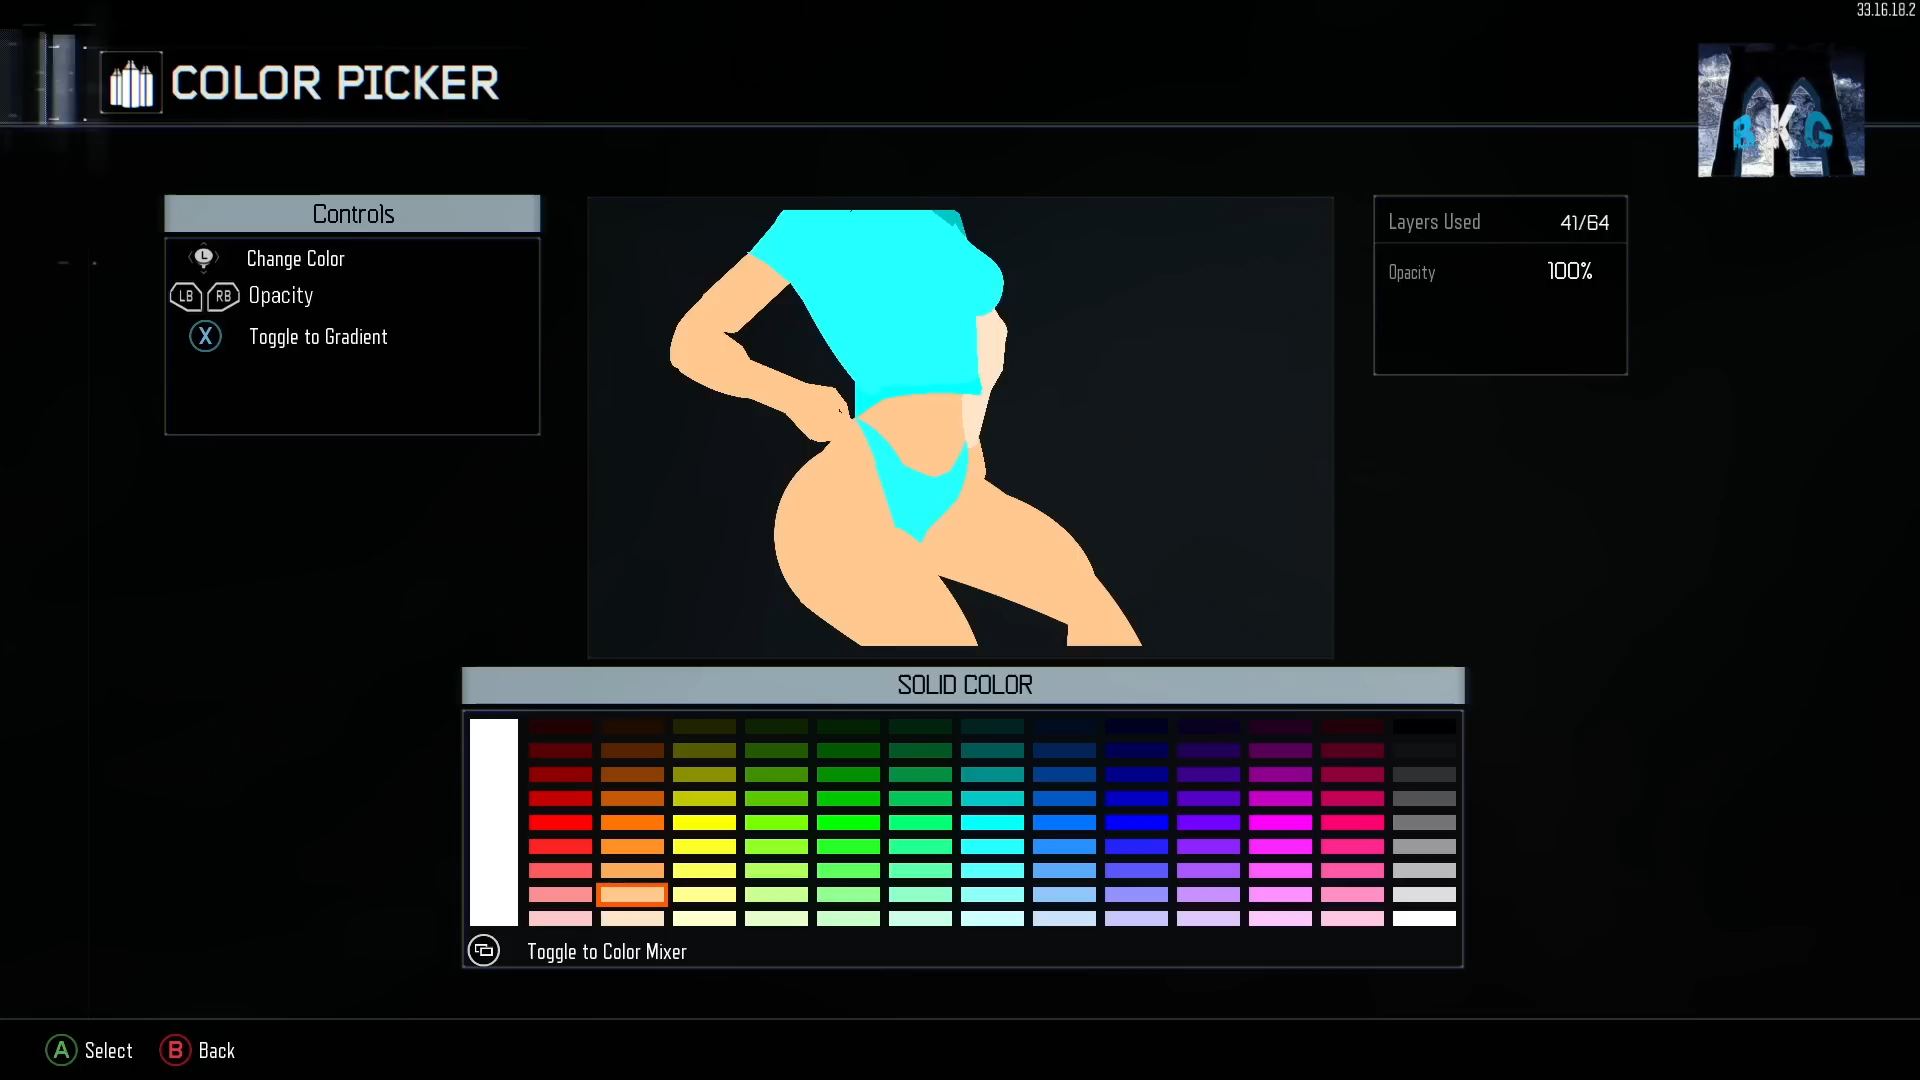 33.16.18.2
COLOR PICKER
BKG
Controls
L Change Color
LB RB Opacity
X Toggle to Gradient
Layers Used 41/64
Opacity 100%
SOLID COLOR
Toggle to Color Mixer
A Select B Back